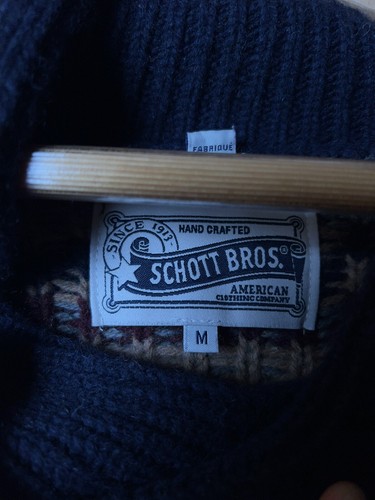 FABRIQUÉ
SINCE 1913
HAND CRAFTED
SCHOTT BROS.®
AMERICAN
CLOTHING COMPANY
M